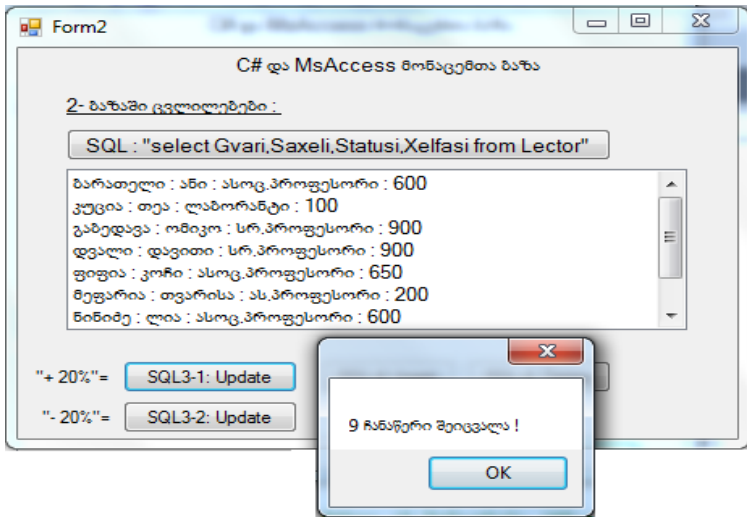 Form2
C# და MsAccess მონაცემთა ბაზა
2- ბაზაში ცვლილებები :
SQL : "select Gvari,Saxeli,Statusi,Xelfasi from Lector"
ბარათელი : ანი : ასოც.პროფესორი : 600
კუცია : თეა : ლაბორანტი : 100
გაბედავა : ომიკო : სრ.პროფესორი : 900
დვალი : დავითი : სრ.პროფესორი : 900
ფიფია : კოჩი : ასოც.პროფესორი : 650
მეფარია : თვარისა : ას.პროფესორი : 200
ნინიძე : ლია : ასოც.პროფესორი : 600
"+ 20%"= SQL3-1: Update
"- 20%"= SQL3-2: Update
9 ჩანაწერი შეიცვალა !
OK